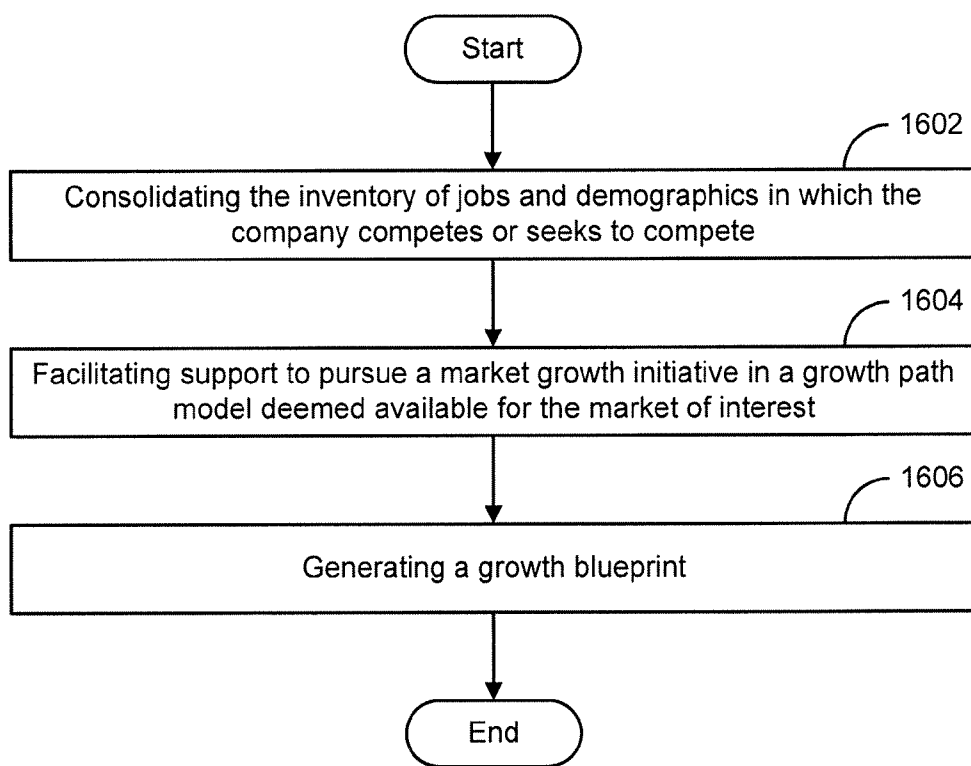 Start
1602
Consolidating the inventory of jobs and demographics in which the
company competes or seeks to compete
1604
Facilitating support to pursue a market growth initiative in a growth path
model deemed available for the market of interest
1606
Generating a growth blueprint
End